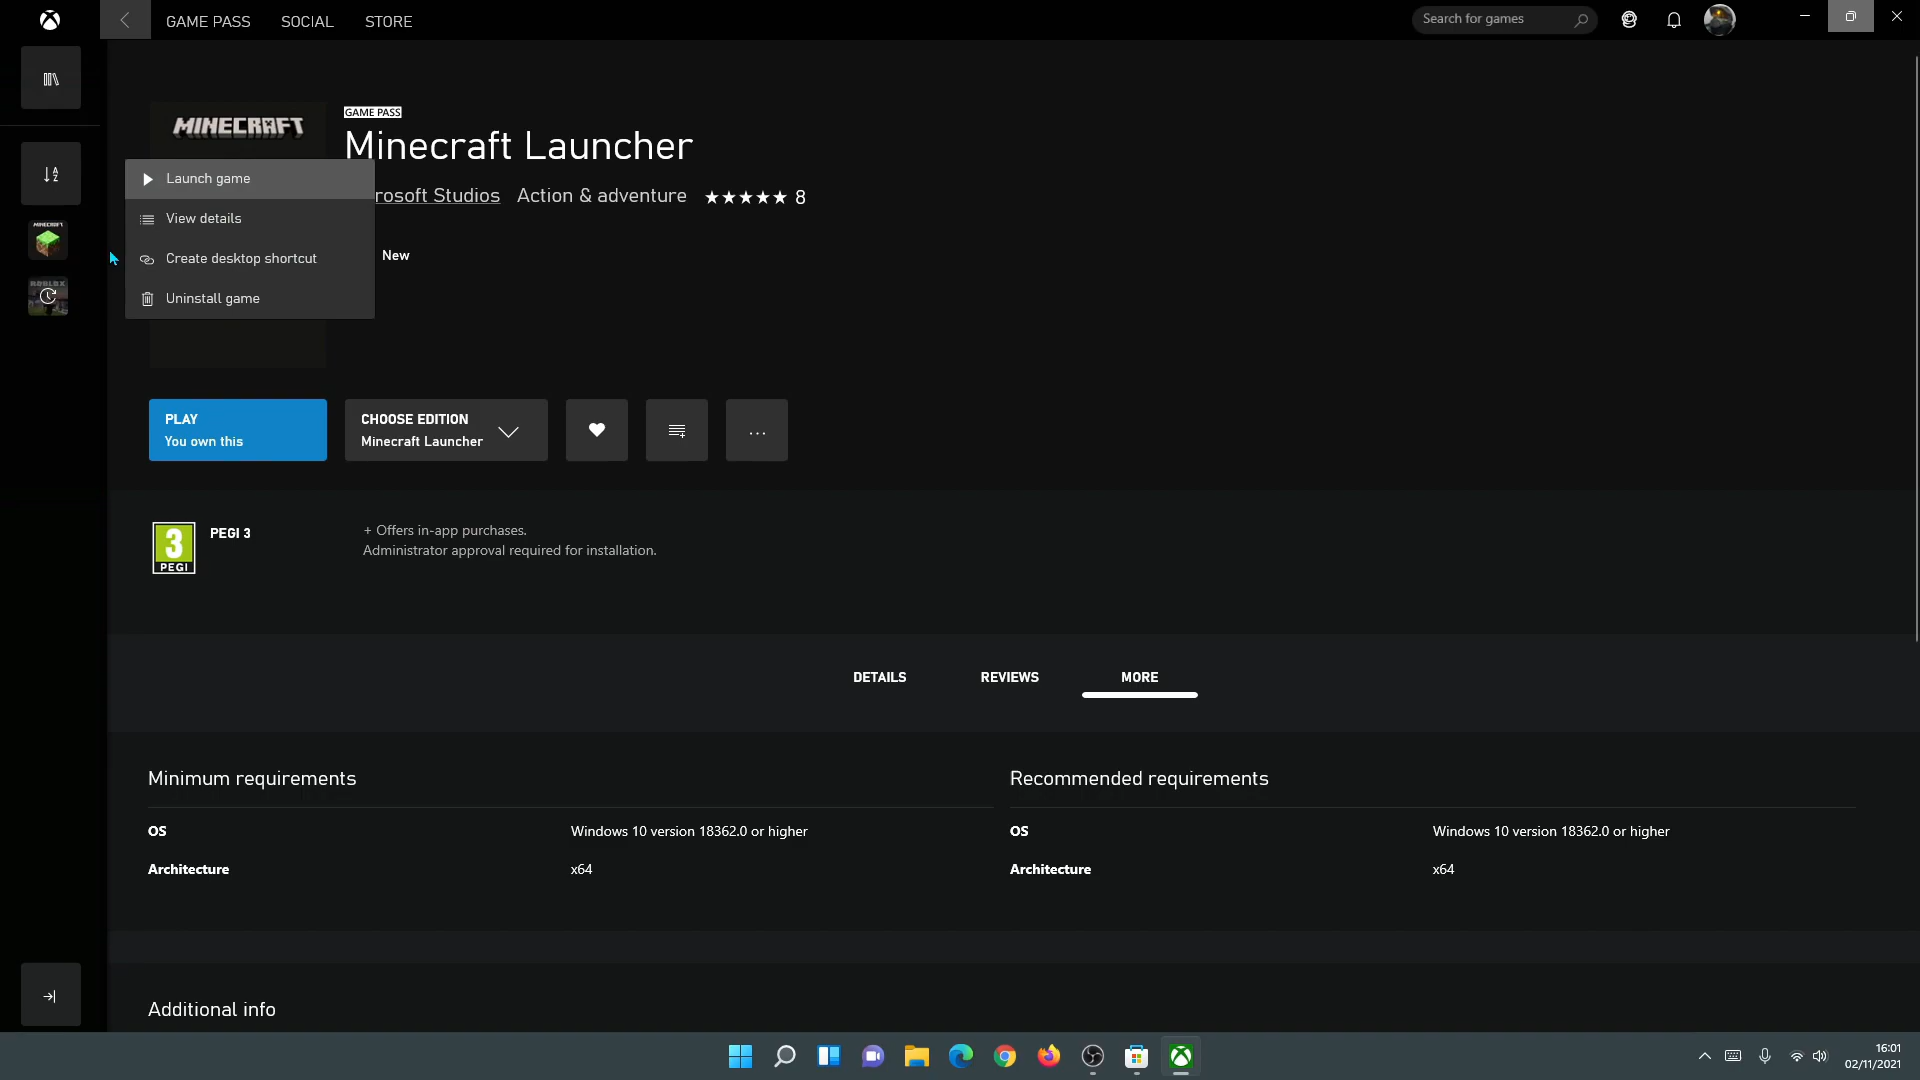 GAME PASS
SOCIAL
STORE
Search for games
MINECRAFT
GAME PASS
Minecraft Launcher
rosoft Studios
Action & adventure
★★★★★ 8
Launch game
View details
Create desktop shortcut
Uninstall game
New
MINECRAFT
ROBLOX
PLAY
You own this
CHOOSE EDITION
Minecraft Launcher
...
3
PEGI
PEGI 3
+ Offers in-app purchases.
Administrator approval required for installation.
DETAILS
REVIEWS
MORE
Minimum requirements
OS
Windows 10 version 18362.0 or higher
Architecture
x64
Recommended requirements
OS
Windows 10 version 18362.0 or higher
Architecture
x64
Additional info
16:01
02/11/2021